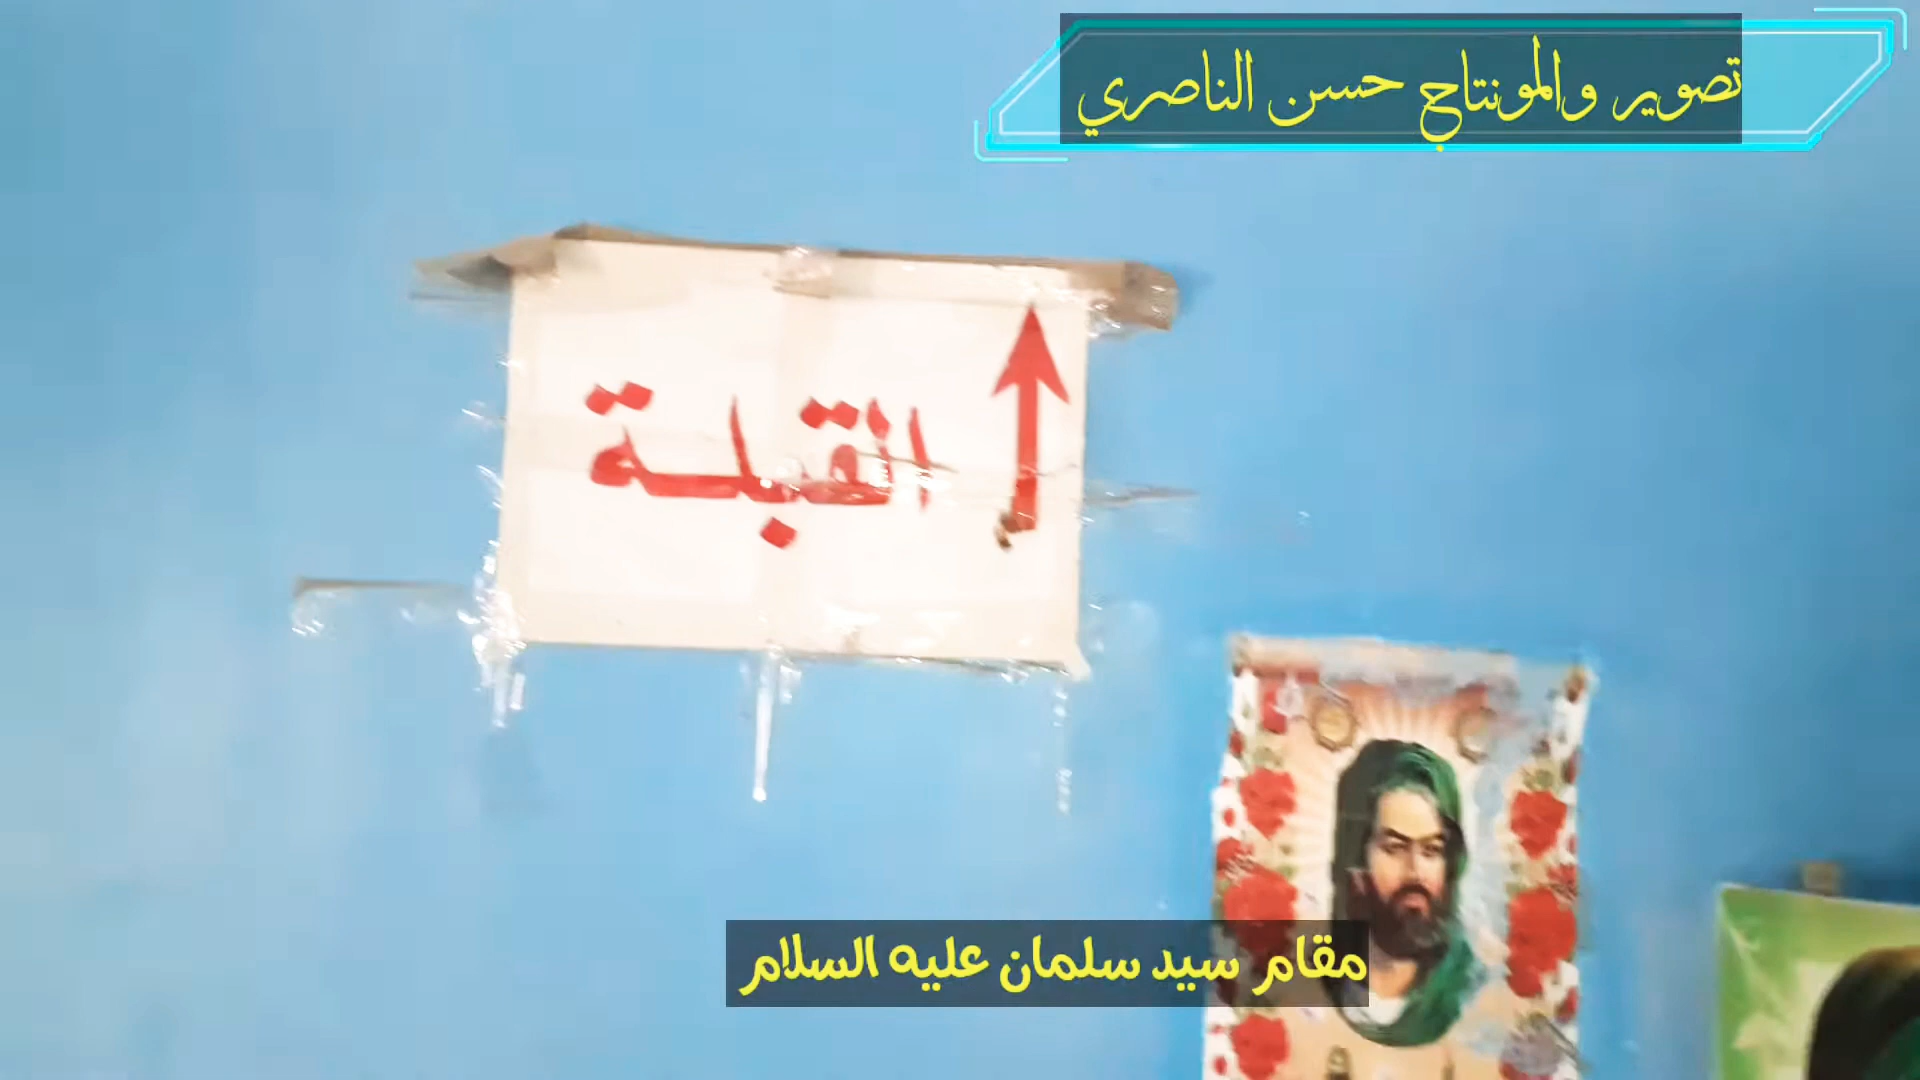 تصوير والمونتاج حسن الناصري
القبلة
مقام سيد سلمان عليه السلام